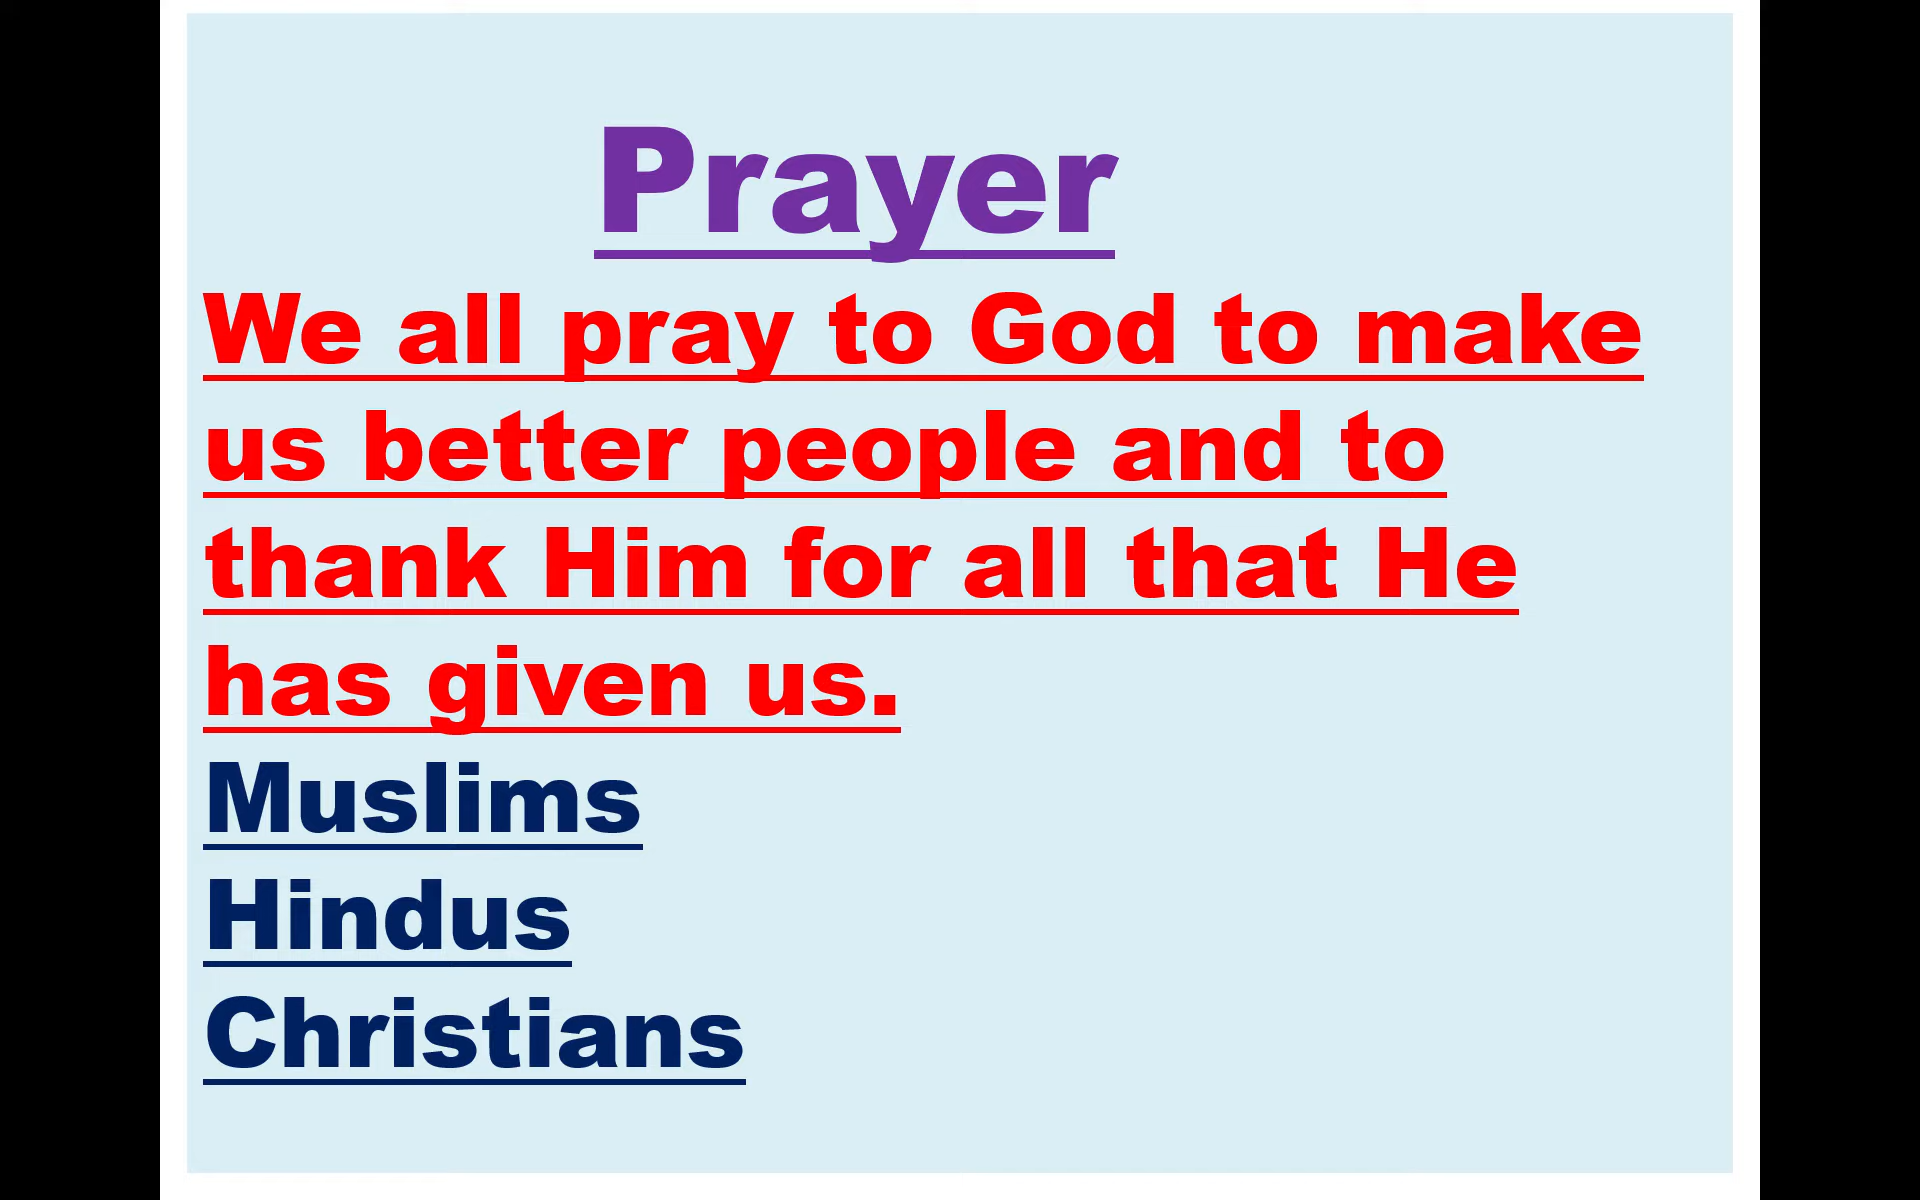 Prayer
We all pray to God to make
us better people and to
thank Him for all that He
has given us.
Muslims
Hindus
Christians